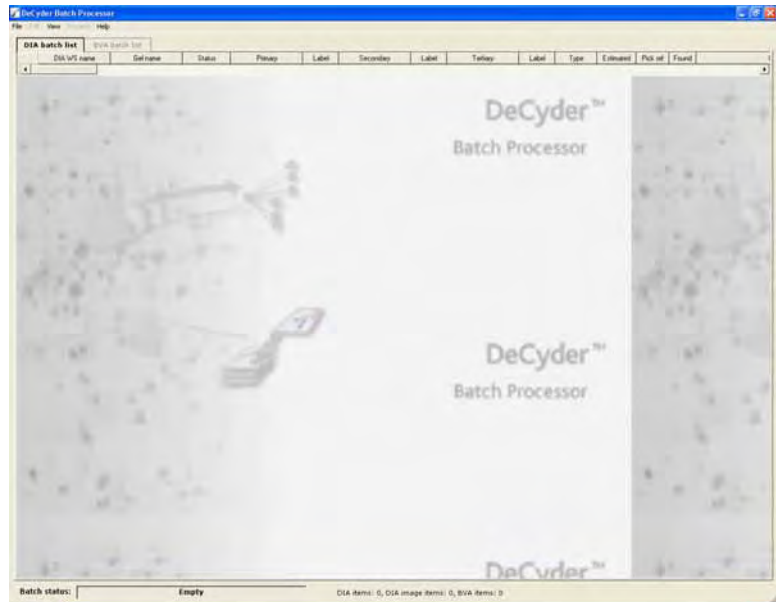 DeCyder Batch Processor
File Edit View Process Help
DIA batch list BVA batch list
DIA WS name Gel name Status Primary Label Secondary Label Tertiary Label Type Estimated Pick ref Found
DeCyder™
Batch Processor
DeCyder™
Batch Processor
DeCyder™
Batch status: Empty DIA items: 0, DIA image items: 0, BVA items: 0